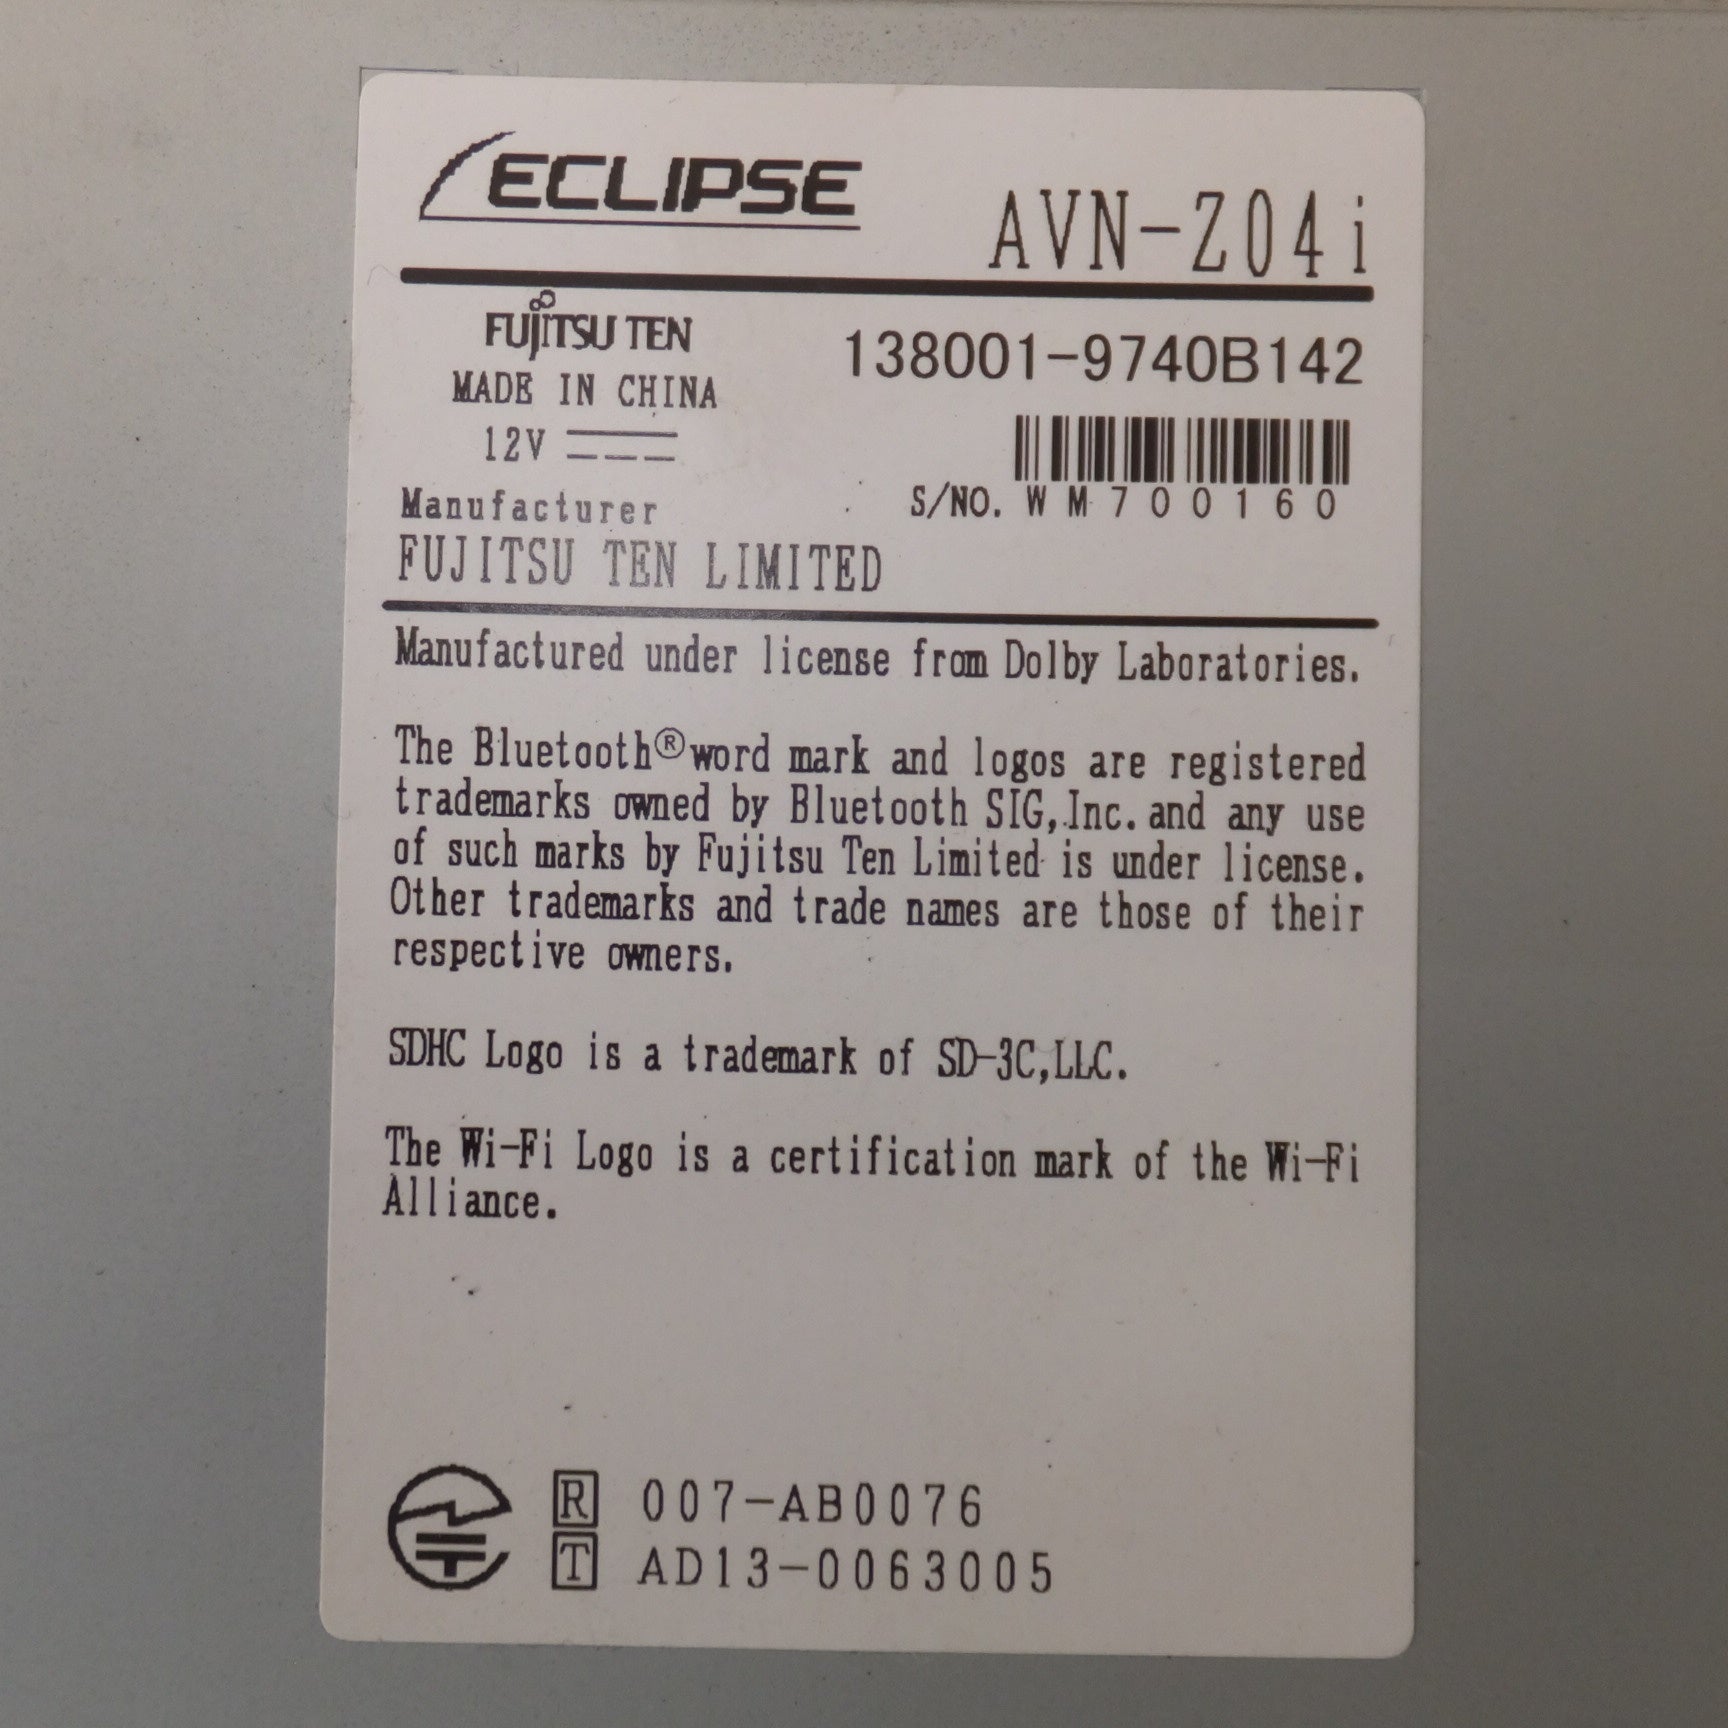 ECLIPSE AVN-Z04i
FUJITSU TEN 138001-9740B142
MADE IN CHINA
12V
S/NO. WM700160
Manufacturer
FUJITSU TEN LIMITED
Manufactured under license from Dolby Laboratories.
The Bluetooth® word mark and logos are registered
trademarks owned by Bluetooth SIG, Inc. and any use
of such marks by Fujitsu Ten Limited is under license.
Other trademarks and trade names are those of their
respective owners.
SDHC Logo is a trademark of SD-3C,LLC.
The Wi-Fi Logo is a certification mark of the Wi-Fi
Alliance.
R 007-AB0076
T AD13-0063005